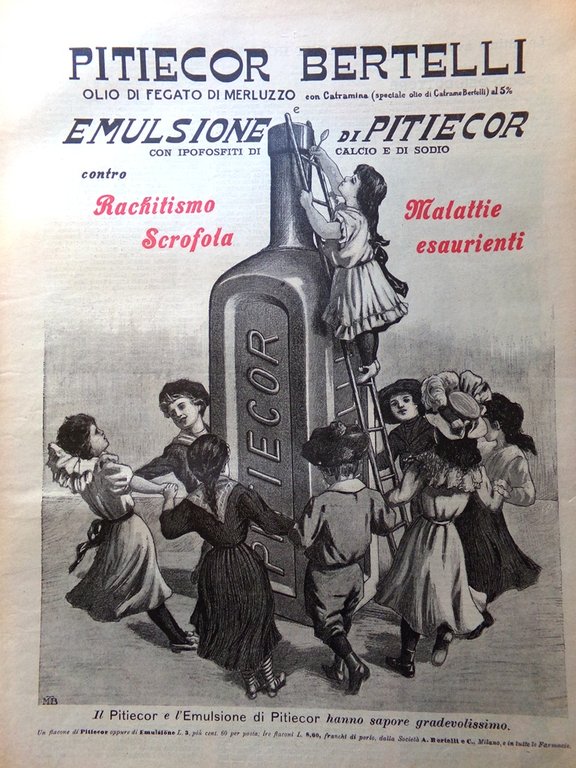 PITIECOR BERTELLI
OLIO DI FEGATO DI MERLUZZO con Catramina (speciale olio di Catrame Bertelli) al 5%
e
EMULSIONE DI PITIECOR
CON IPOFOSFITI DI CALCIO E DI SODIO
contro
Rachitismo
Scrofola
Malattie
esaurienti
PITIECOR
MB
Il Pitiecor e l'Emulsione di Pitiecor hanno sapore gradevolissimo.
Un flacone di Pitiecor oppure di Emulsione L. 3, più cent. 60 per posta; tre flaconi L. 8,60, franchi di porto, dalla Società A. Bertelli e C., Milano, e in tutte le Farmacie.